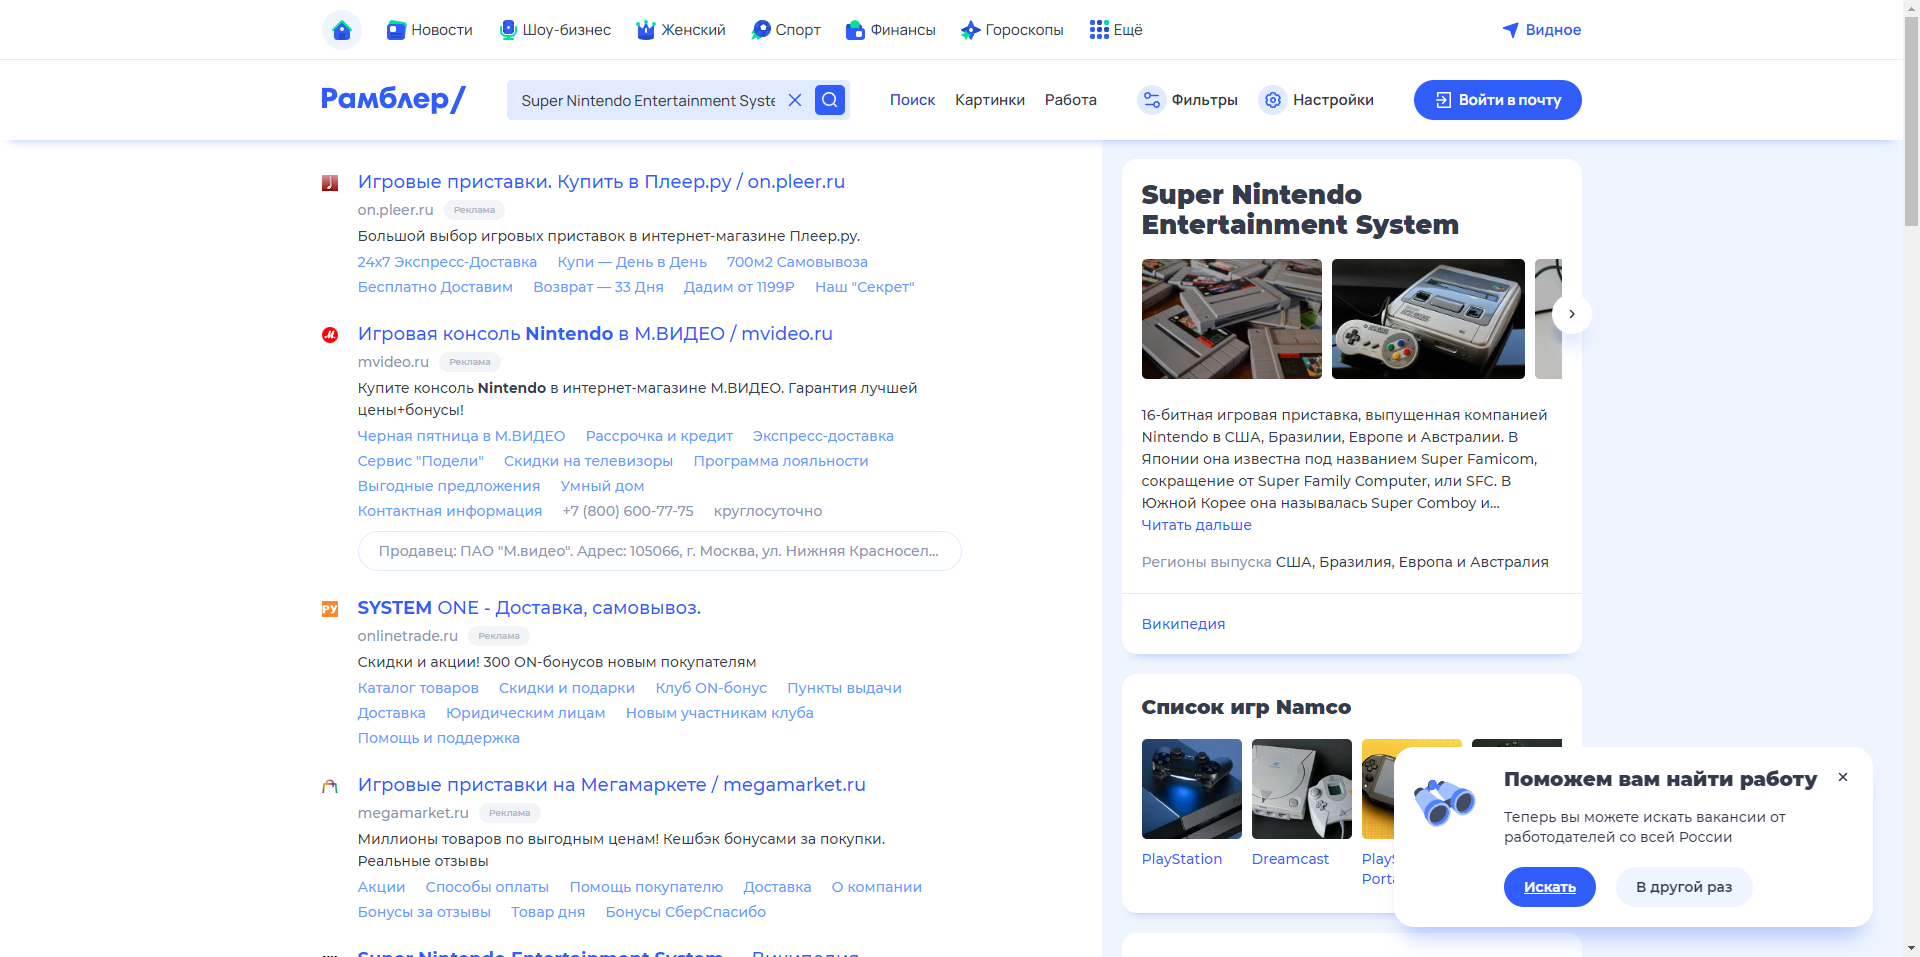 Новости
Шоу-бизнес
Женский
Спорт
Финансы
Гороскопы
Ещё
Видное
Рамблер/
Super Nintendo Entertainment Syste
Поиск
Картинки
Работа
Фильтры
Настройки
Войти в почту
Игровые приставки. Купить в Плеер.ру / on.pleer.ru
on.pleer.ru Реклама
Большой выбор игровых приставок в интернет-магазине Плеер.ру.
24x7 Экспресс-Доставка Купи — День в День 700м2 Самовывоза
Бесплатно Доставим Возврат — 33 Дня Дадим от 1199₽ Наш "Секрет"
Игровая консоль Nintendo в М.ВИДЕО / mvideo.ru
mvideo.ru Реклама
Купите консоль Nintendo в интернет-магазине М.ВИДЕО. Гарантия лучшей
цены+бонусы!
Черная пятница в М.ВИДЕО Рассрочка и кредит Экспресс-доставка
Сервис "Подели" Скидки на телевизоры Программа лояльности
Выгодные предложения Умный дом
Контактная информация +7 (800) 600-77-75 круглосуточно
Продавец: ПАО "М.видео". Адрес: 105066, г. Москва, ул. Нижняя Красносел...
РУ
SYSTEM ONE - Доставка, самовывоз.
onlinetrade.ru Реклама
Скидки и акции! 300 ON-бонусов новым покупателям
Каталог товаров Скидки и подарки Клуб ON-бонус Пункты выдачи
Доставка Юридическим лицам Новым участникам клуба
Помощь и поддержка
Игровые приставки на Мегамаркете / megamarket.ru
megamarket.ru Реклама
Миллионы товаров по выгодным ценам! Кешбэк бонусами за покупки.
Реальные отзывы
Акции Способы оплаты Помощь покупателю Доставка О компании
Бонусы за отзывы Товар дня Бонусы СберСпасибо
Super Nintendo Entertainment System — Википедия
Super Nintendo
Entertainment System
16-битная игровая приставка, выпущенная компанией
Nintendo в США, Бразилии, Европе и Австралии. В
Японии она известна под названием Super Famicom,
сокращение от Super Family Computer, или SFC. В
Южной Корее она называлась Super Comboy и...
Читать дальше
Регионы выпуска США, Бразилия, Европа и Австралия
Википедия
Список игр Namco
PlayStation
Dreamcast
PlayS
Porta
Поможем вам найти работу
Теперь вы можете искать вакансии от
работодателей со всей России
Искать
В другой раз